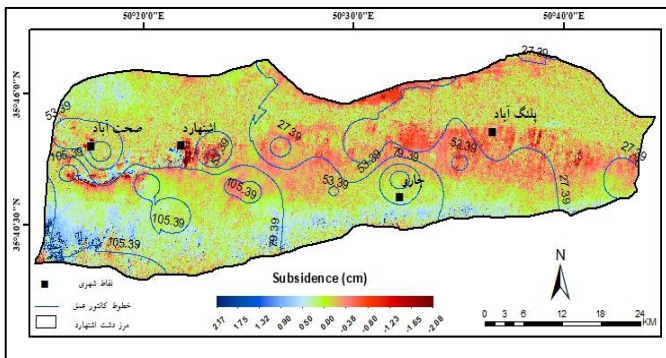 50°20'0"E
50°30'0"E
50°40'0"E
35°46'0"N
35°40'30"N
27.39
53.39
106.39
صحت آباد
اشتهارد
27.39
پلنگ آباد
53.39
53.39
79.39
53.39
27.39
27.39
جارو
105.39
105.39
105.39
79.39
N
Subsidence (cm)
2.17 1.75 1.32 0.90 0.50 0.00 -0.38 -0.80 -1.23 -1.65 -2.08
نقاط شهری
خطوط کانتور عمق
مرز دشت اشتهارد
0 3 6 12 18 24
KM